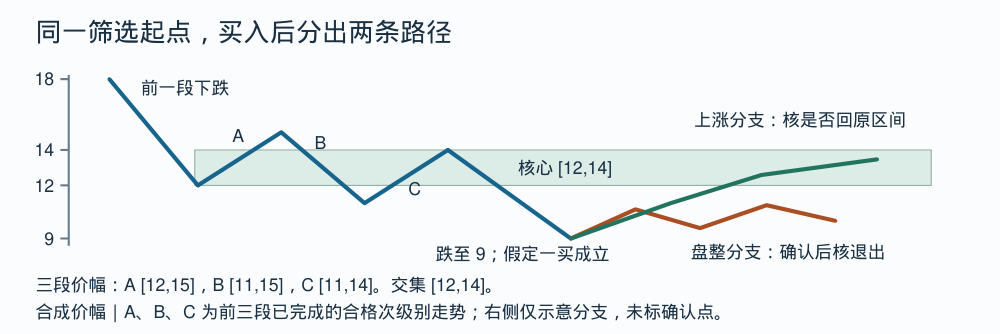 同一筛选起点，买入后分出两条路径
18
前一段下跌
上涨分支：核是否回原区间
A
B
14
核心 [12,14]
12
C
9
跌至 9；假定一买成立
盘整分支：确认后核退出
三段价幅：A [12,15]，B [11,15]，C [11,14]。交集 [12,14]。
合成价幅｜A、B、C 为前三段已完成的合格次级别走势；右侧仅示意分支，未标确认点。